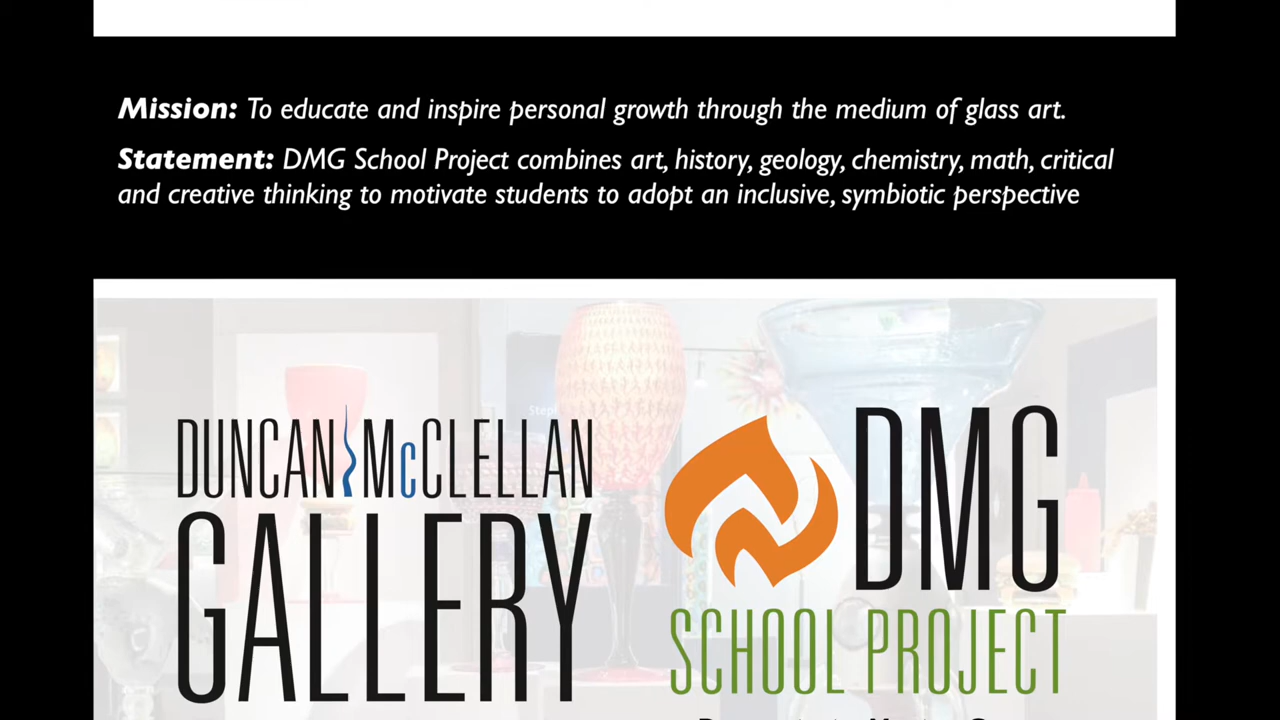 Mission: To educate and inspire personal growth through the medium of glass art.
Statement: DMG School Project combines art, history, geology, chemistry, math, critical
and creative thinking to motivate students to adopt an inclusive, symbiotic perspective
DUNCAN McCLELLAN
GALLERY
DMG
SCHOOL PROJECT